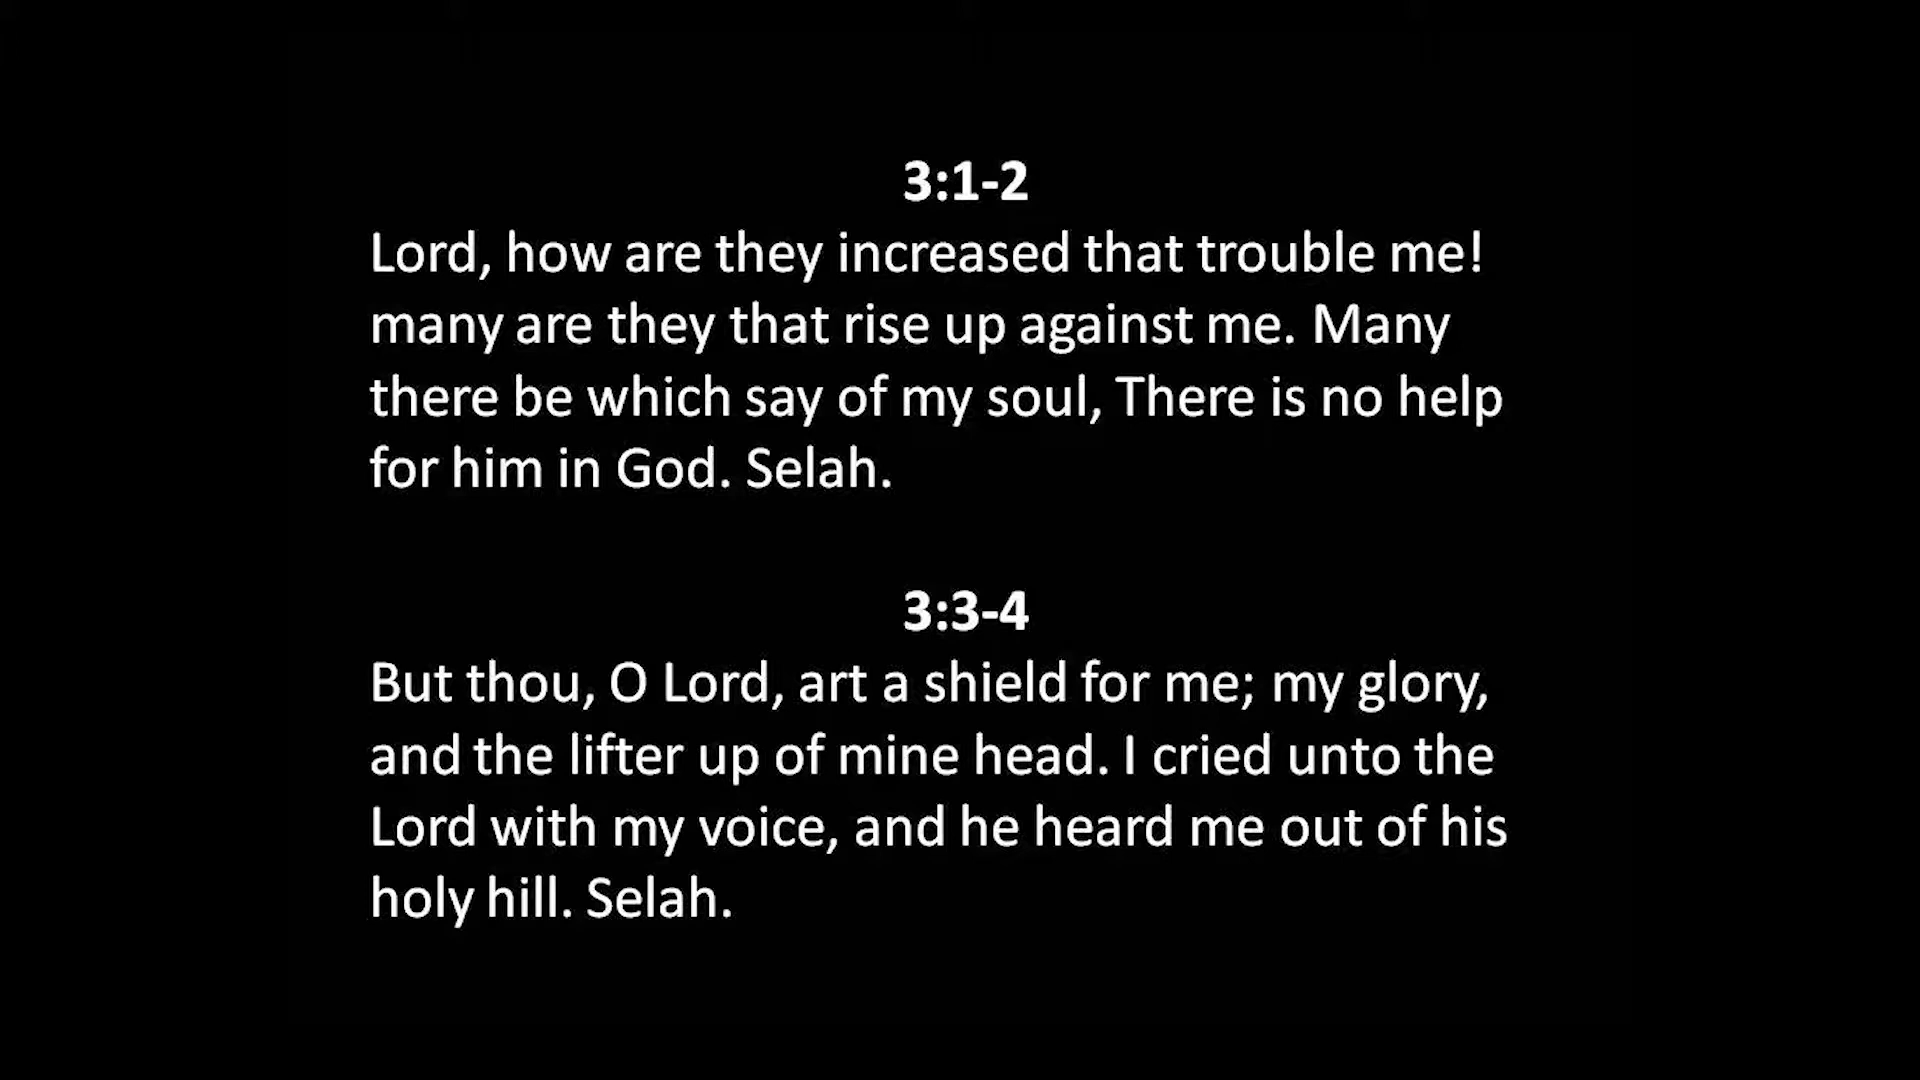 3:1-2
Lord, how are they increased that trouble me!
many are they that rise up against me. Many
there be which say of my soul, There is no help
for him in God. Selah.
3:3-4
But thou, O Lord, art a shield for me; my glory,
and the lifter up of mine head. I cried unto the
Lord with my voice, and he heard me out of his
holy hill. Selah.